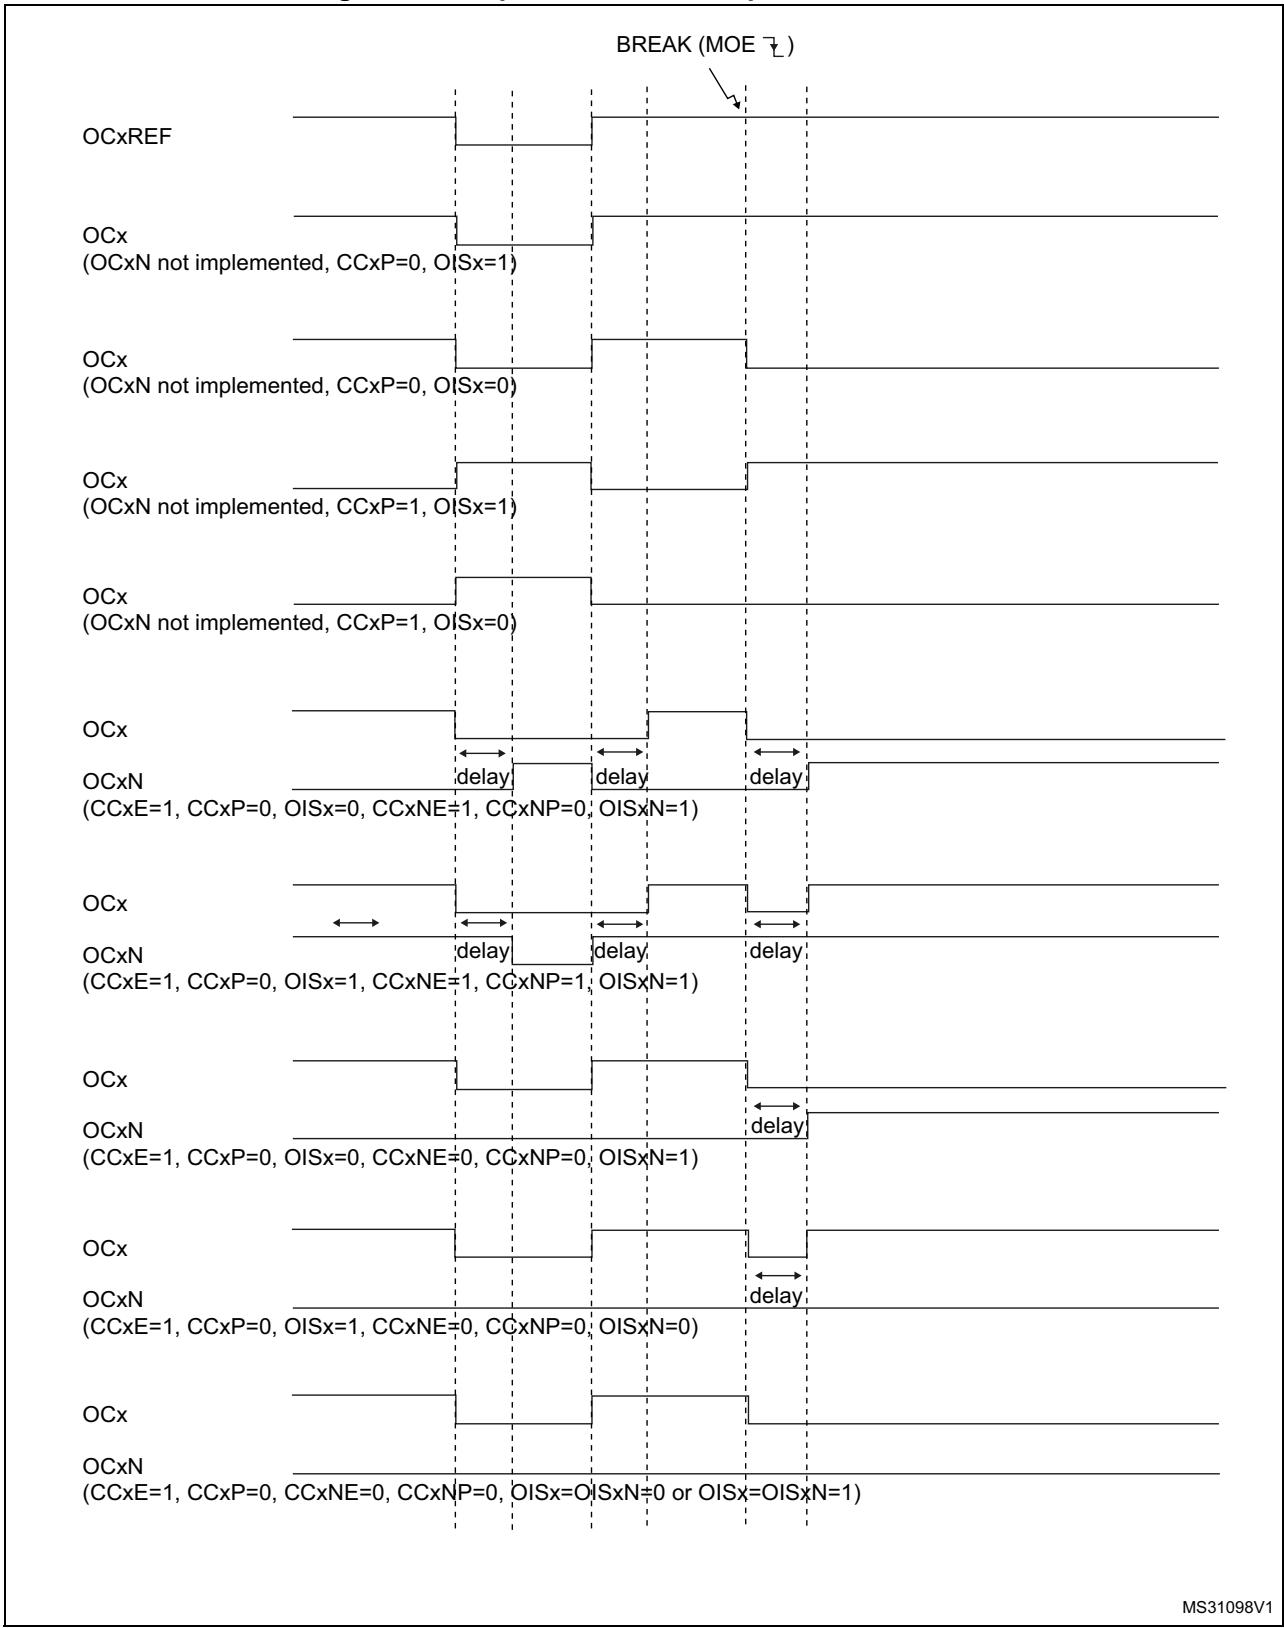 BREAK (MOE )
OCxREF
OCx
(OCxN not implemented, CCxP=0, OISx=1)
OCx
(OCxN not implemented, CCxP=0, OISx=0)
OCx
(OCxN not implemented, CCxP=1, OISx=1)
OCx
(OCxN not implemented, CCxP=1, OISx=0)
OCx
delay delay delay
OCxN
(CCxE=1, CCxP=0, OISx=0, CCxNE=1, CCxNP=0, OISxN=1)
OCx
delay delay delay
OCxN
(CCxE=1, CCxP=0, OISx=1, CCxNE=1, CCxNP=1, OISxN=1)
OCx
delay
OCxN
(CCxE=1, CCxP=0, OISx=0, CCxNE=0, CCxNP=0, OISxN=1)
OCx
delay
OCxN
(CCxE=1, CCxP=0, OISx=1, CCxNE=0, CCxNP=0, OISxN=0)
OCx
OCxN
(CCxE=1, CCxP=0, CCxNE=0, CCxNP=0, OISx=OISxN=0 or OISx=OISxN=1)
MS31098V1